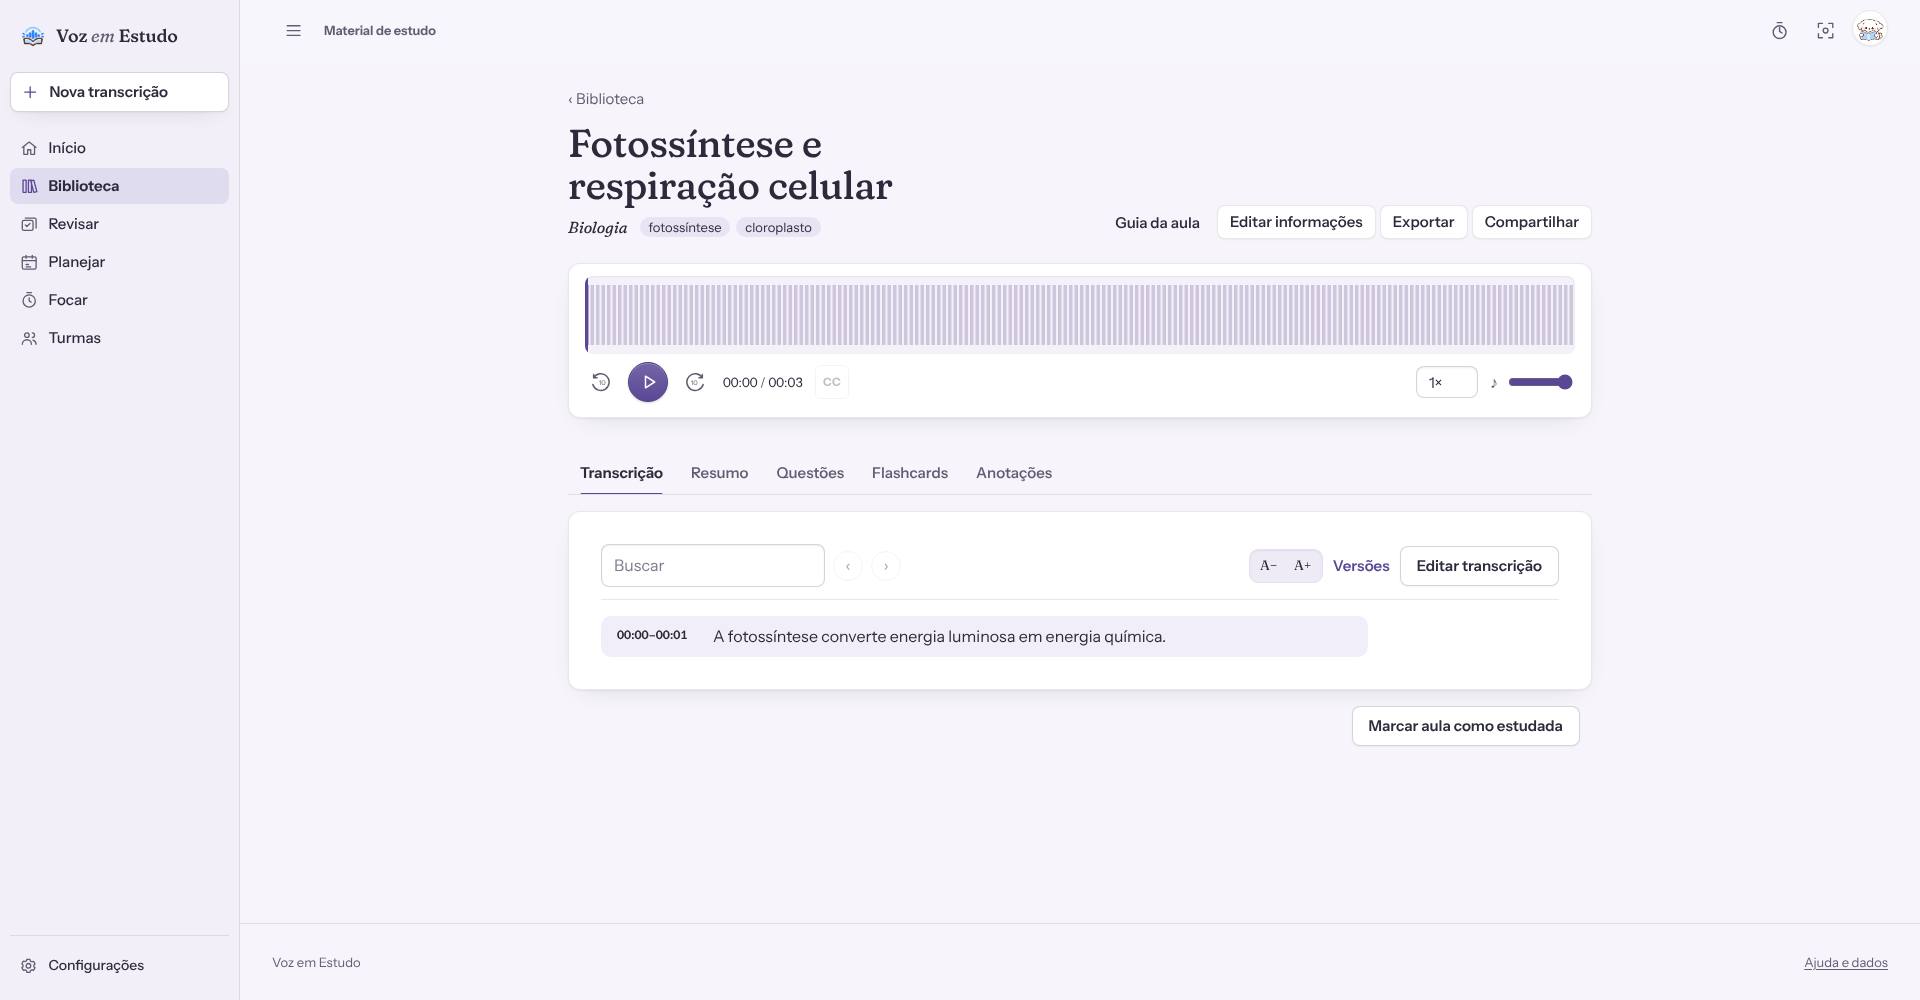 Voz em Estudo
Nova transcrição
Início
Biblioteca
Revisar
Planejar
Focar
Turmas
Configurações
Material de estudo
‹ Biblioteca
Fotossíntese e
respiração celular
Biologia fotossíntese cloroplasto
Guia da aula Editar informações Exportar Compartilhar
10 10 00:00 / 00:03 CC 1× ♪
Transcrição Resumo Questões Flashcards Anotações
Buscar ‹ › A− A+ Versões Editar transcrição
00:00–00:01 A fotossíntese converte energia luminosa em energia química.
Marcar aula como estudada
Voz em Estudo Ajuda e dados